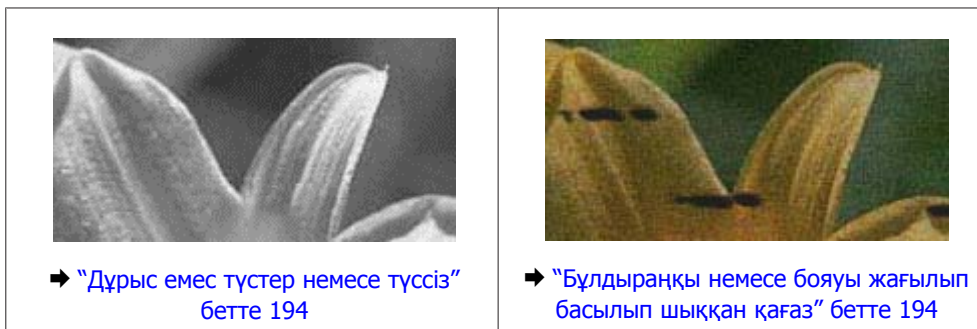 ➡ “Дұрыс емес түстер немесе түссіз”
бетте 194
➡ “Бұлдыраңқы немесе бояуы жағылып
басылып шыққан қағаз” бетте 194